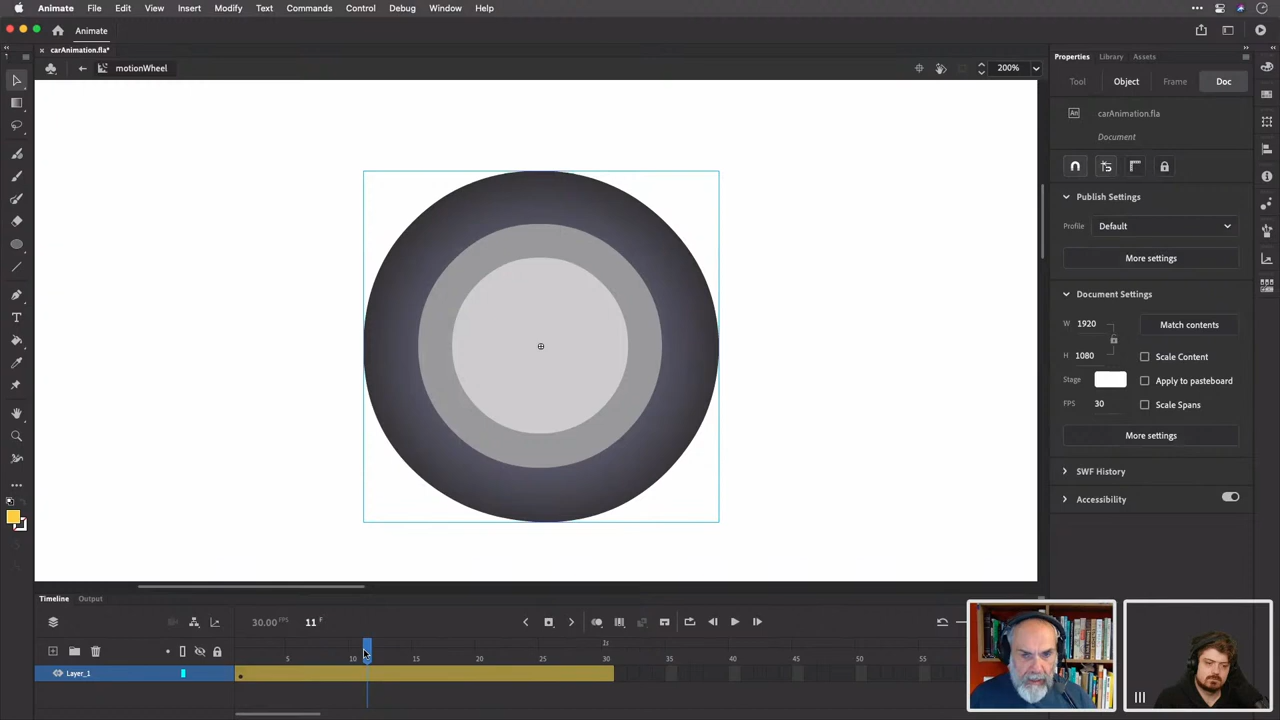 Animate File Edit View Insert Modify Text Commands Control Debug Window Help
Animate
carAnimation.fla*
motionWheel
200%
Properties Library Assets
Tool Object Frame Doc
An carAnimation.fla
Document
Publish Settings
Profile Default
More settings
Document Settings
W 1920 Match contents
H 1080 Scale Content
Stage Apply to pasteboard
FPS 30 Scale Spans
More settings
SWF History
Accessibility
Timeline Output
30.00 FPS 11 F
1s
5 10 15 20 25 30 35 40 45 50 55
Layer_1